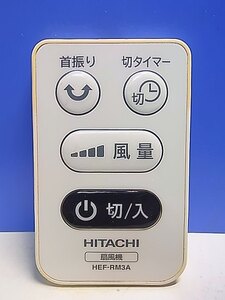 首振り 切タイマー
切
風量
切/入
HITACHI
扇風機
HEF-RM3A